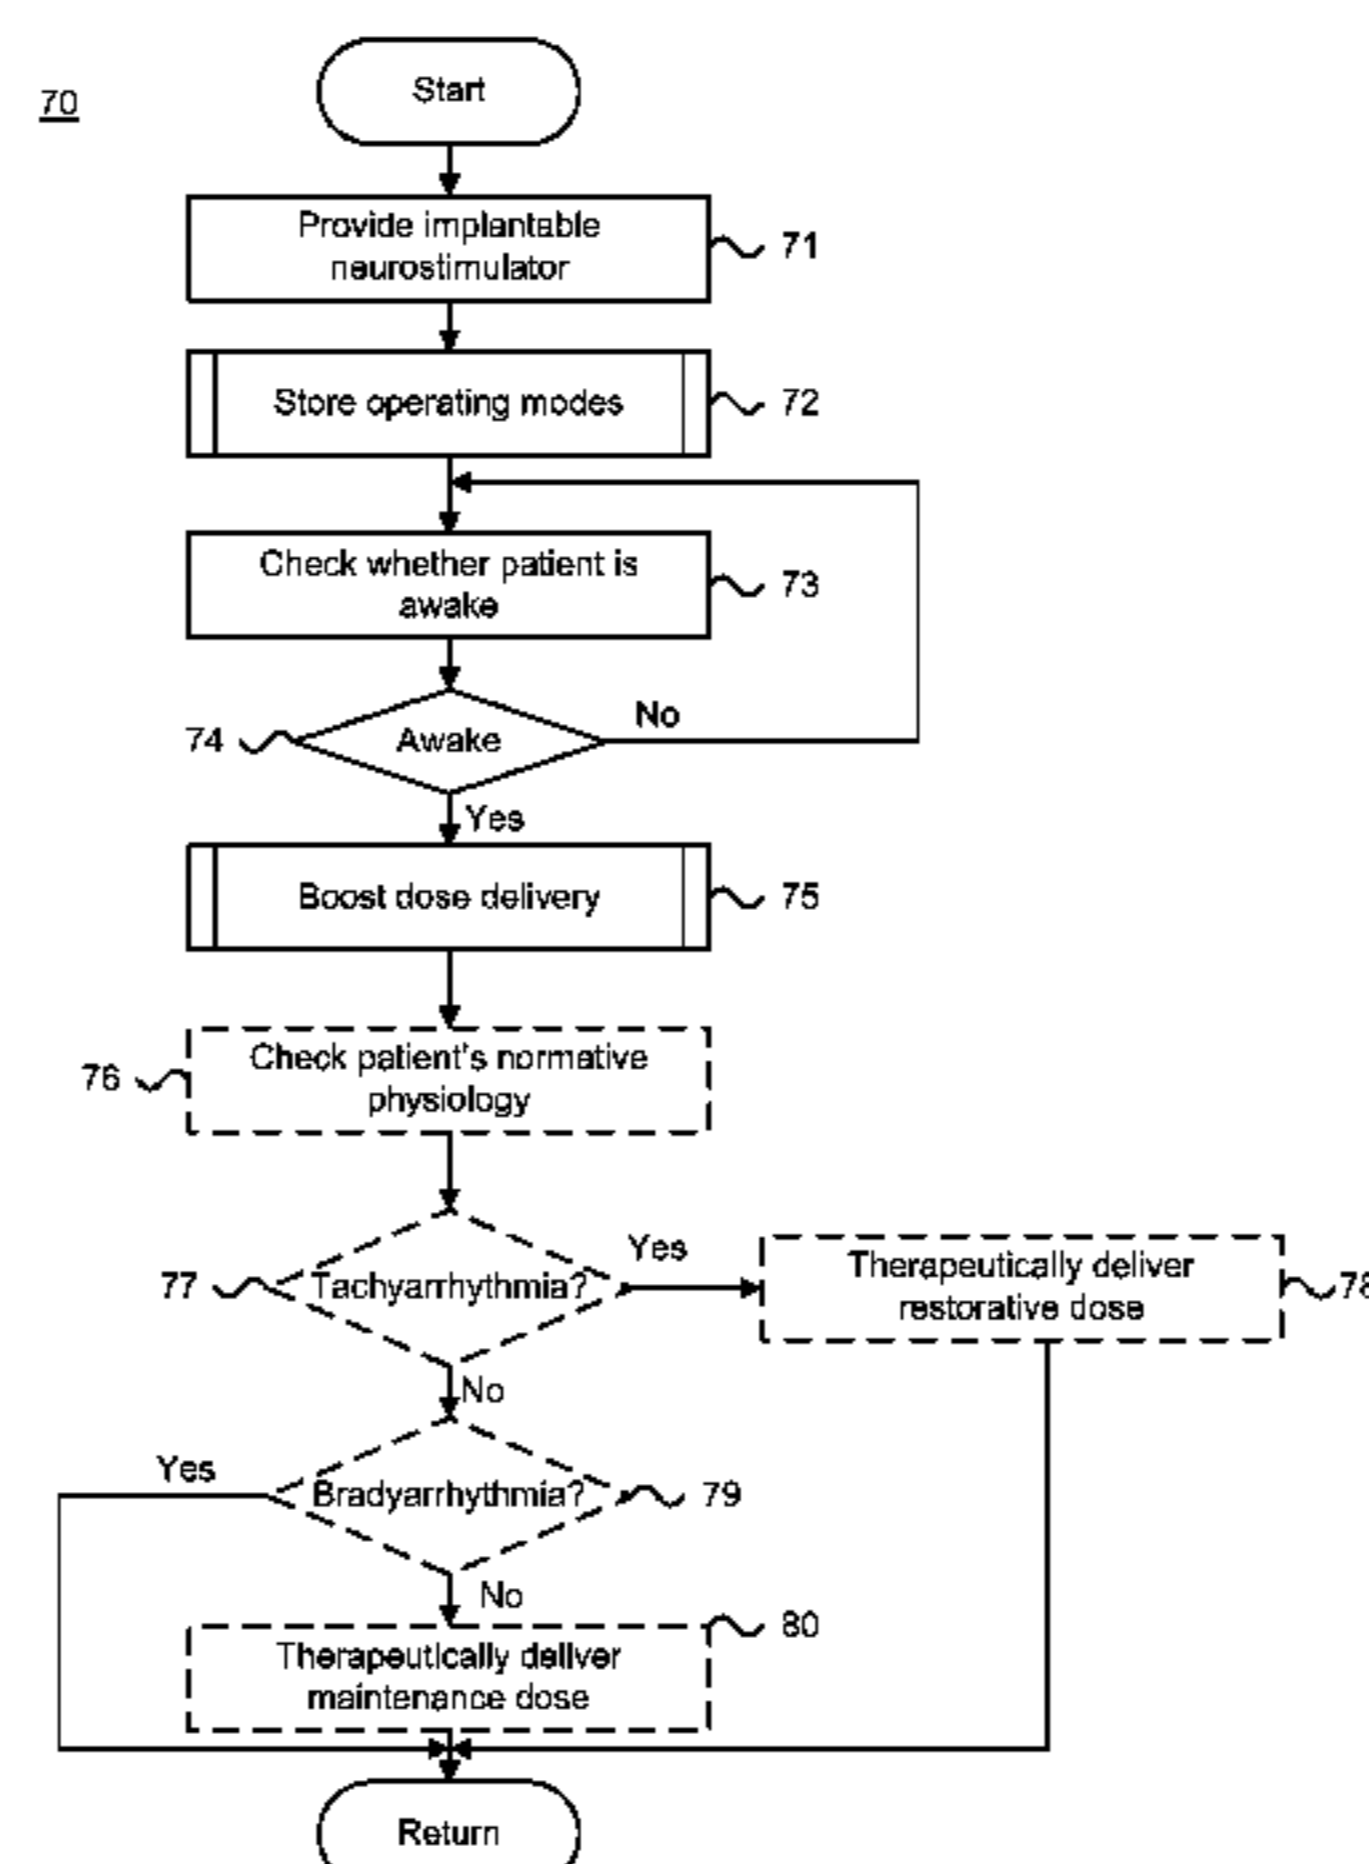 70
Start
Provide implantable
neurostimulator
71
Store operating modes
72
Check whether patient is
awake
73
74
Awake
No
Yes
Boost dose delivery
75
76
Check patient's normative
physiology
77
Tachyarrhythmia?
Yes
Therapeutically deliver
restorative dose
78
No
Yes
Bradyarrhythmia?
79
No
80
Therapeutically deliver
maintenance dose
Return